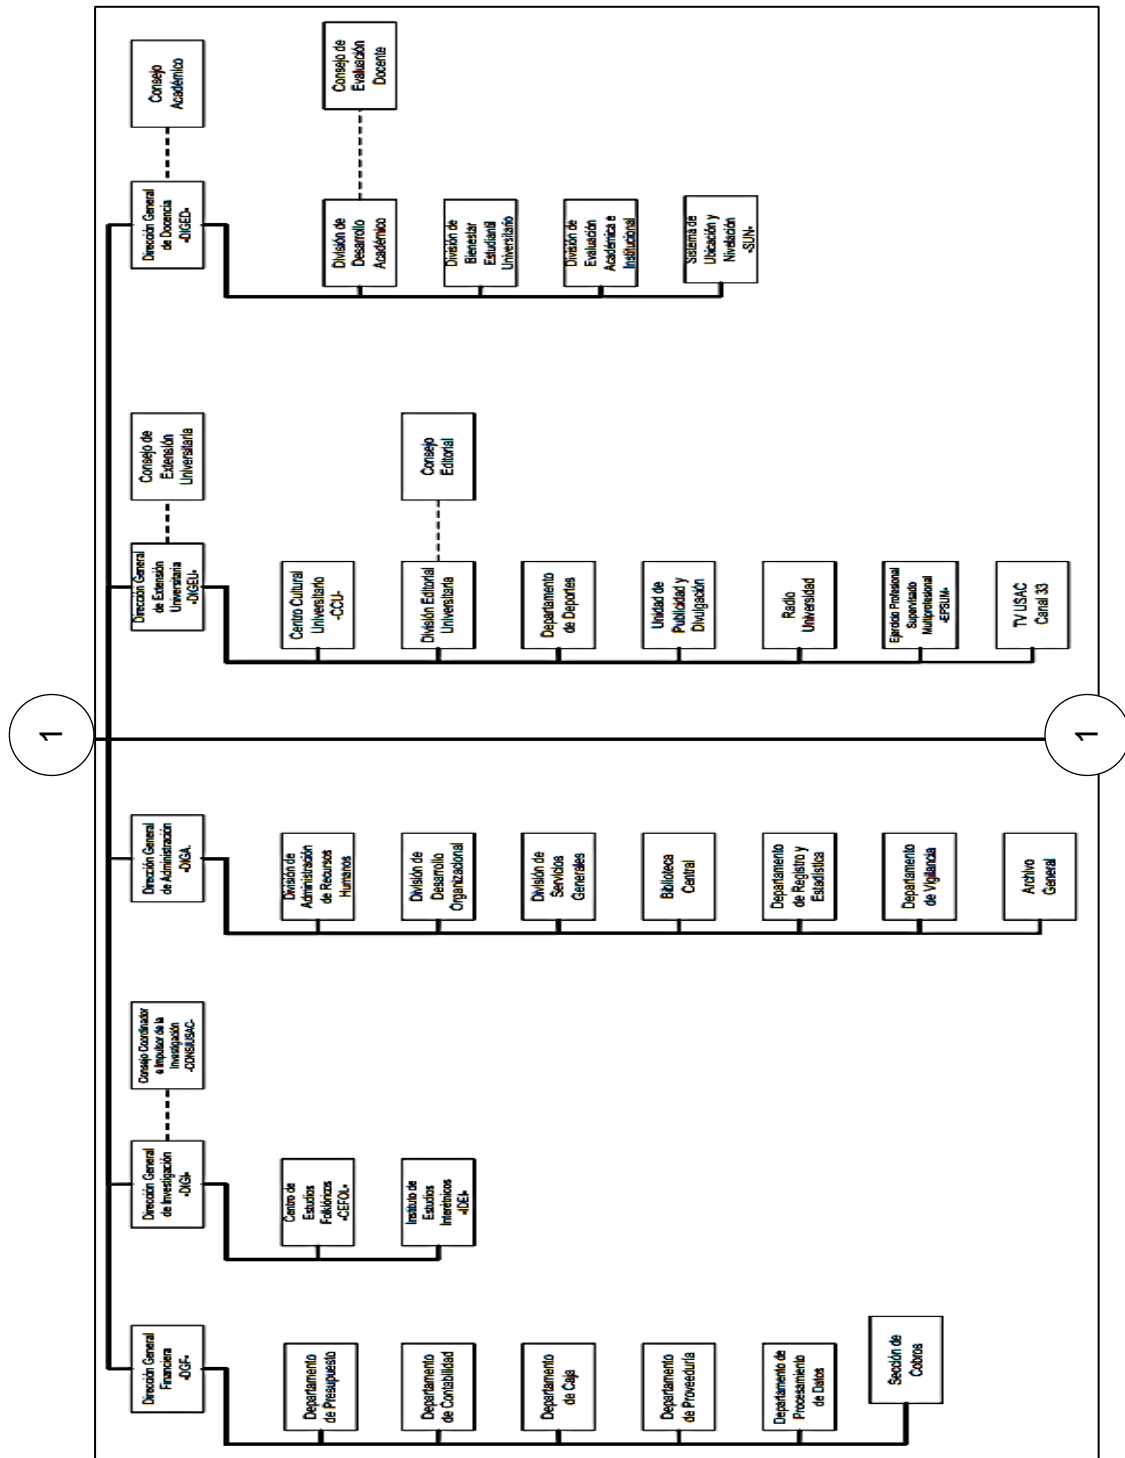 1
Dirección General
Financiera
-DGF-
Departamento
de Presupuesto
Departamento
de Contabilidad
Departamento
de Caja
Departamento
de Proveeduría
Departamento de
Procesamiento
de Datos
Sección de
Cobros
Dirección General
de Investigación
-DIGI-
Consejo Coordinador
e Impulsor de la
Investigación
-CONSIUSAC-
Centro de
Estudios
Folklóricos
-CEFOL-
Instituto de
Estudios
Interétnicos
-IDEI-
Dirección General
de Administración
-DIGA.
División de
Administración
de Recursos
Humanos
División de
Desarrollo
Organizacional
División de
Servicios
Generales
Biblioteca
Central
Departamento
de Registro y
Estadística
Departamento
de Vigilancia
Archivo
General
Dirección General
de Extensión
Universitaria
-DIGEU-
Consejo de
Extensión
Universitaria
Centro Cultural
Universitario
-CCU-
División Editorial
Universitaria
Consejo
Editorial
Departamento
de Deportes
Unidad de
Publicidad y
Divulgación
Radio
Universidad
Ejercicio Profesional
Supervisado
Multiprofesional
-EPSUM-
TV USAC
Canal 33
Dirección General
de Docencia
-DIGED-
Consejo
Académico
División de
Desarrollo
Académico
Consejo de
Evaluación
Docente
División de
Bienestar
Estudiantil
Universitario
División de
Evaluación
Académica e
Institucional
Sistema de
Ubicación y
Nivelación
-SUN-
1